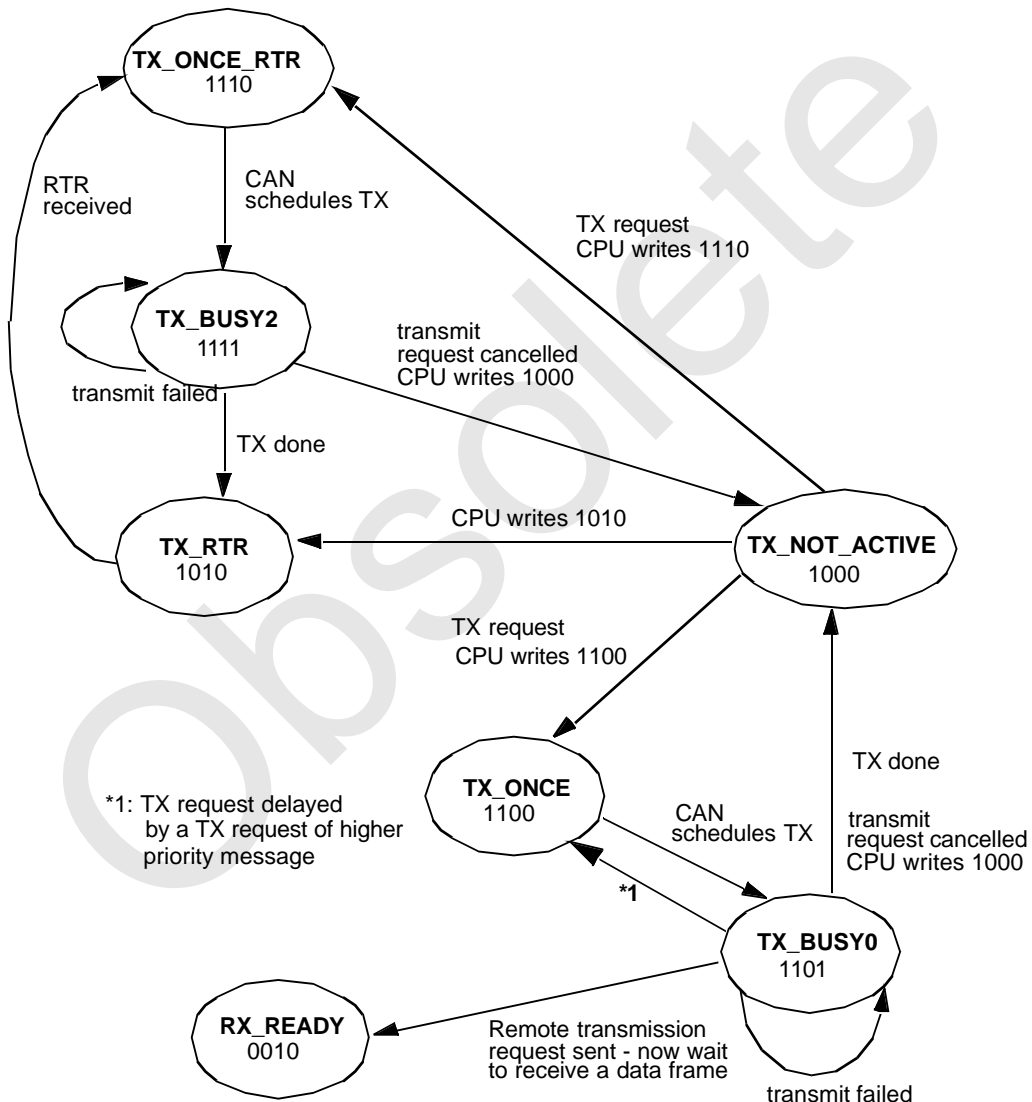 TX_ONCE_RTR
1110
RTR
received
CAN
schedules TX
TX request
CPU writes 1110
TX_BUSY2
1111
transmit
request cancelled
CPU writes 1000
transmit failed
TX done
CPU writes 1010
TX_RTR
1010
TX_NOT_ACTIVE
1000
TX request
CPU writes 1100
TX_ONCE
1100
TX done
*1: TX request delayed
by a TX request of higher
priority message
CAN
schedules TX
transmit
request cancelled
CPU writes 1000
*1
TX_BUSY0
1101
RX_READY
0010
Remote transmission
request sent - now wait
to receive a data frame
transmit failed
Obsolete